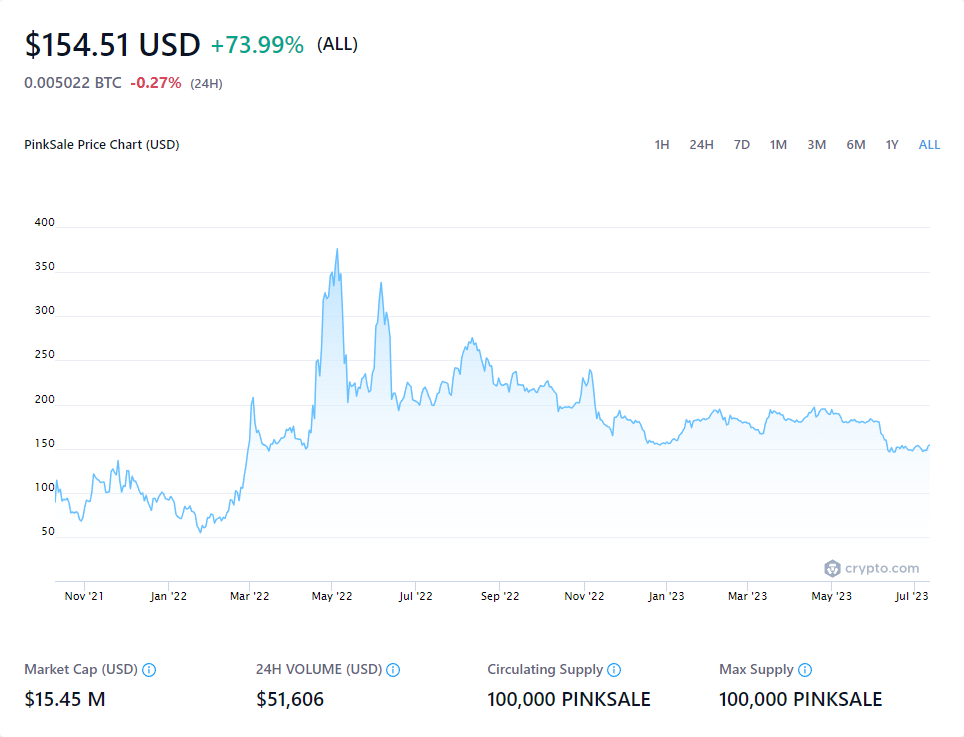 $154.51 USD +73.99% (ALL)
0.005022 BTC -0.27% (24H)
PinkSale Price Chart (USD) 1H 24H 7D 1M 3M 6M 1Y ALL
400
350
300
250
200
150
100
50
crypto.com
Nov '21 Jan '22 Mar '22 May '22 Jul '22 Sep '22 Nov '22 Jan '23 Mar '23 May '23 Jul '23
Market Cap (USD) 24H VOLUME (USD) Circulating Supply Max Supply
$15.45 M $51,606 100,000 PINKSALE 100,000 PINKSALE